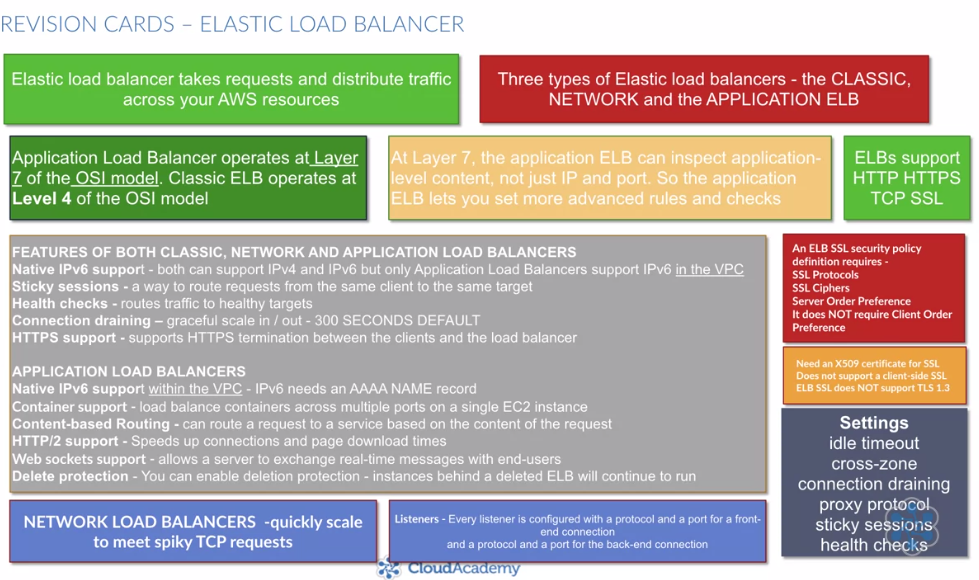 REVISION CARDS – ELASTIC LOAD BALANCER
Elastic load balancer takes requests and distribute traffic
across your AWS resources
Three types of Elastic load balancers - the CLASSIC,
NETWORK and the APPLICATION ELB
Application Load Balancer operates at Layer
7 of the OSI model. Classic ELB operates at
Level 4 of the OSI model
At Layer 7, the application ELB can inspect application-
level content, not just IP and port. So the application
ELB lets you set more advanced rules and checks
ELBs support
HTTP HTTPS
TCP SSL
FEATURES OF BOTH CLASSIC, NETWORK AND APPLICATION LOAD BALANCERS
Native IPv6 support - both can support IPv4 and IPv6 but only Application Load Balancers support IPv6 in the VPC
Sticky sessions - a way to route requests from the same client to the same target
Health checks - routes traffic to healthy targets
Connection draining – graceful scale in / out - 300 SECONDS DEFAULT
HTTPS support - supports HTTPS termination between the clients and the load balancer
APPLICATION LOAD BALANCERS
Native IPv6 support within the VPC - IPv6 needs an AAAA NAME record
Container support - load balance containers across multiple ports on a single EC2 instance
Content-based Routing - can route a request to a service based on the content of the request
HTTP/2 support - Speeds up connections and page download times
Web sockets support - allows a server to exchange real-time messages with end-users
Delete protection - You can enable deletion protection - instances behind a deleted ELB will continue to run
An ELB SSL security policy
definition requires -
SSL Protocols
SSL Ciphers
Server Order Preference
It does NOT require Client Order
Preference
Need an X509 certificate for SSL
Does not support a client-side SSL
ELB SSL does NOT support TLS 1.3
Settings
idle timeout
cross-zone
connection draining
proxy protocol
sticky sessions
health checks
NETWORK LOAD BALANCERS -quickly scale
to meet spiky TCP requests
Listeners - Every listener is configured with a protocol and a port for a front-
end connection
and a protocol and a port for the back-end connection
CloudAcademy